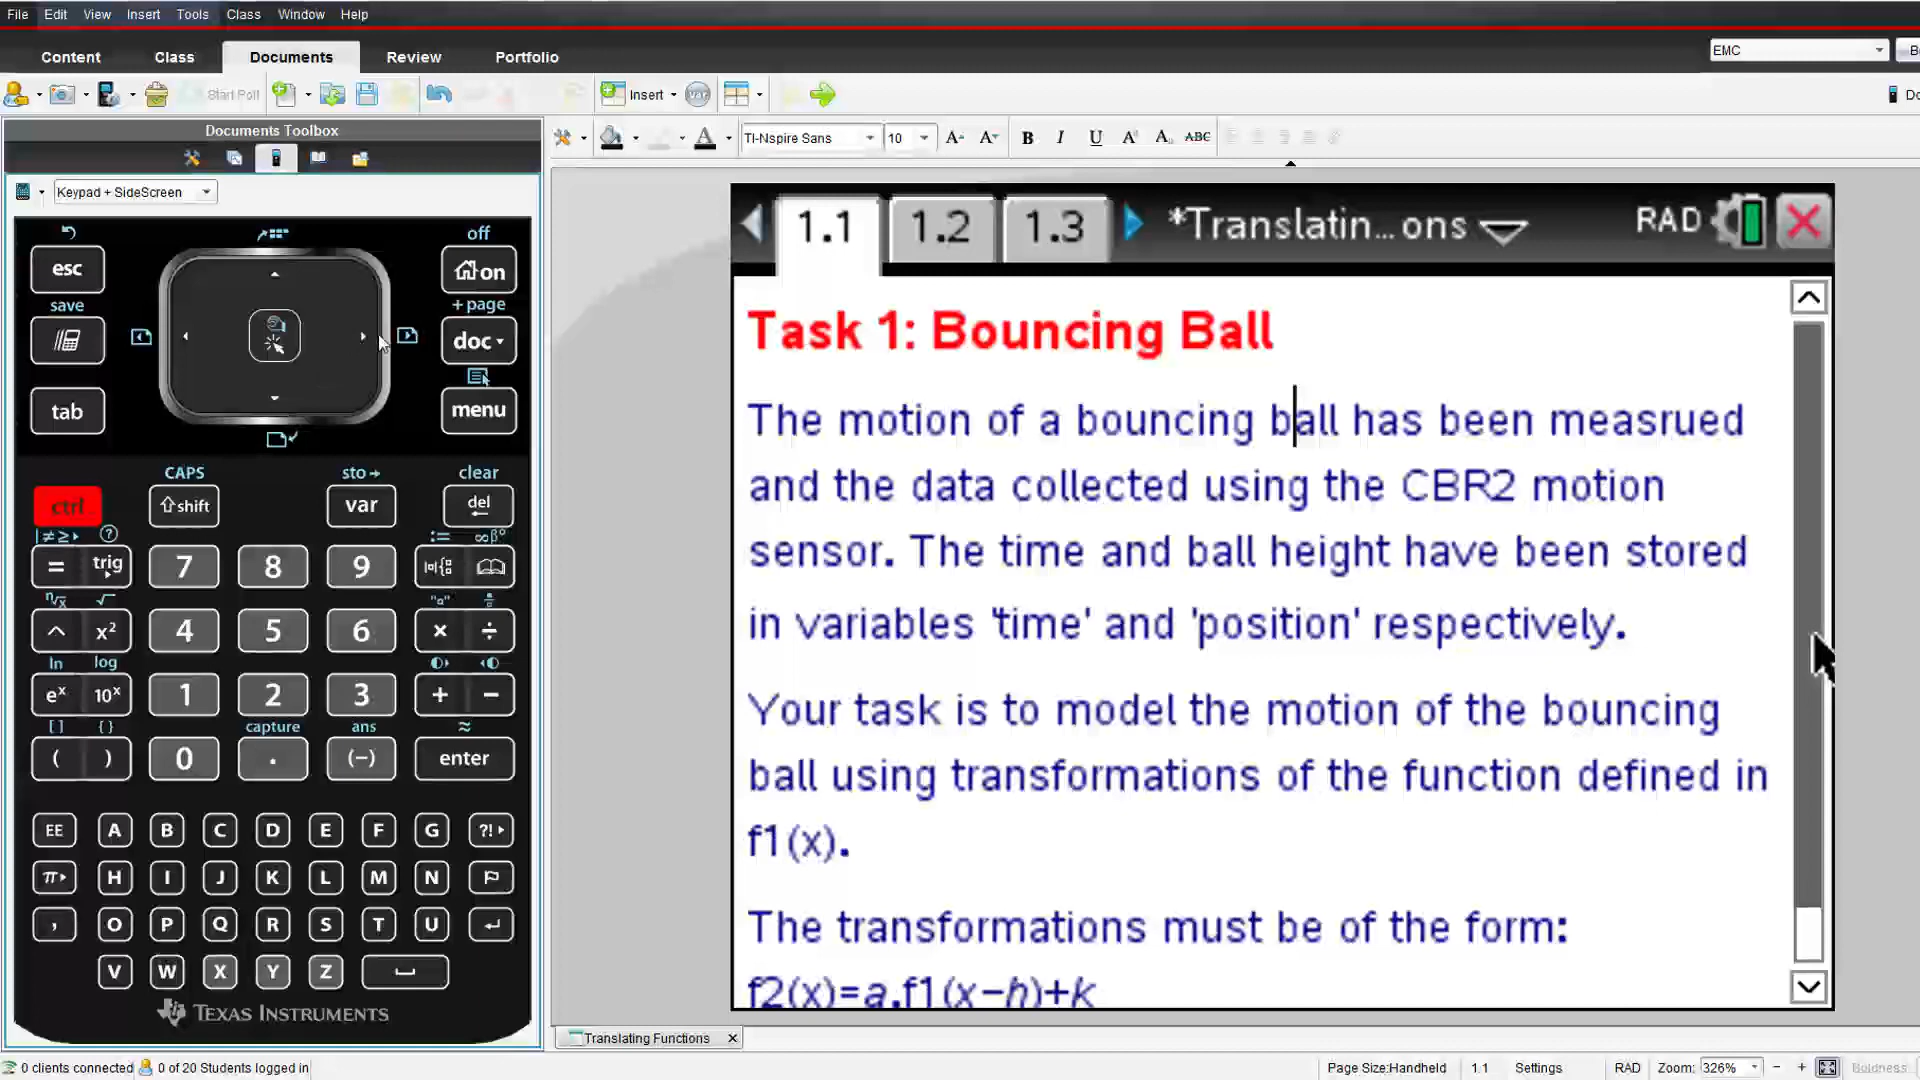 File Edit View Insert Tools Class Window Help
Content Class Documents Review Portfolio
EMC
Start Poll Insert var
Documents Toolbox
TI-Nspire Sans 10 B I U ABC
Keypad + SideScreen
1.1 1.2 1.3 *Translatin...ons RAD
off
esc on
save + page
doc
tab menu
CAPS sto→ clear
ctrl shift var del
= trig 7 8 9
^ x² 4 5 6 × ÷
ln log
eˣ 10ˣ 1 2 3 + −
[ ] { } capture ans ≈
( ) 0 . (−) enter
EE A B C D E F G ?!
π H I J K L M N
, O P Q R S T U
V W X Y Z
TEXAS INSTRUMENTS
Task 1: Bouncing Ball
The motion of a bouncing ball has been measrued
and the data collected using the CBR2 motion
sensor. The time and ball height have been stored
in variables 'time' and 'position' respectively.
Your task is to model the motion of the bouncing
ball using transformations of the function defined in
f1(x).
The transformations must be of the form:
f2(x)=a.f1(x−h)+k
Translating Functions
0 clients connected 0 of 20 Students logged in
Page Size:Handheld 1.1 Settings RAD Zoom: 326% − + Boldness